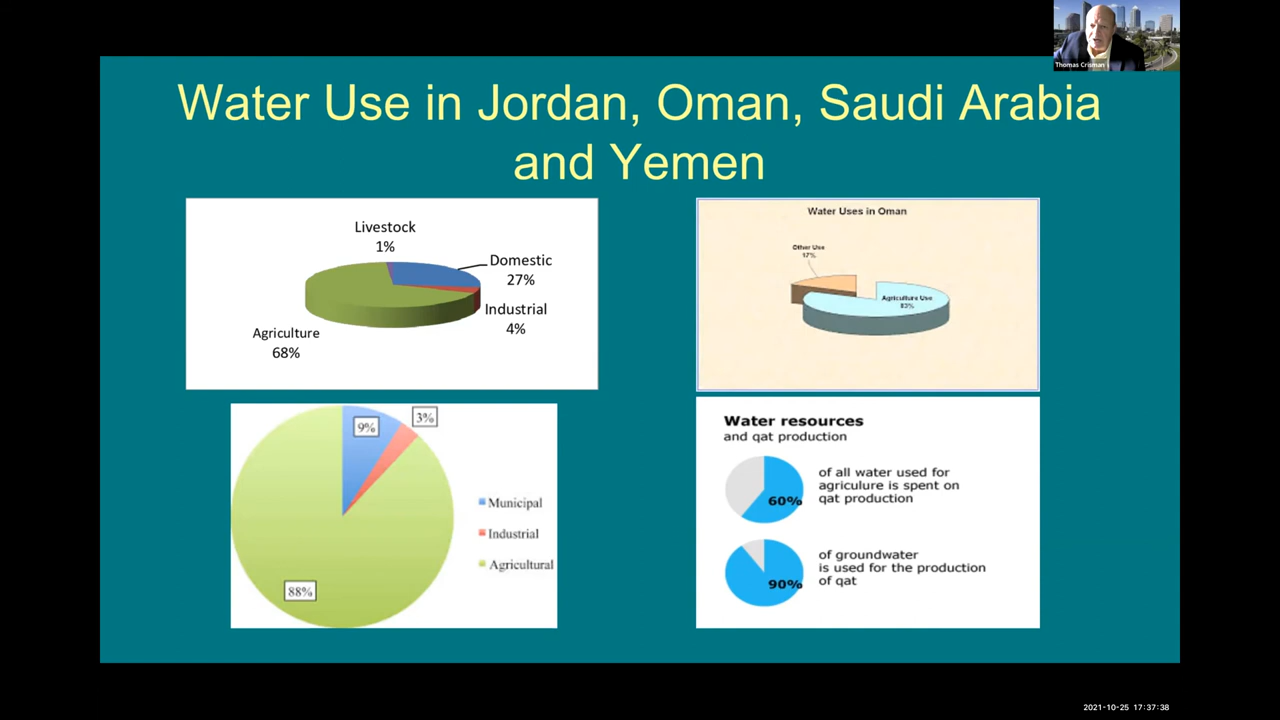 Thomas Crisman
Water Use in Jordan, Oman, Saudi Arabia
and Yemen
Livestock
1%
Domestic
27%
Industrial
4%
Agriculture
68%
Water Uses in Oman
Other Use
17%
Agriculture Use
83%
9%
3%
88%
Municipal
Industrial
Agricultural
Water resources
and qat production
60%
of all water used for
agriculure is spent on
qat production
90%
of groundwater
is used for the production
of qat
2021-10-25 17:37:38